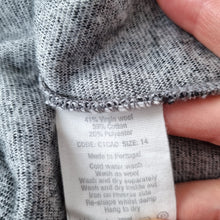 41% Virgin wool
39% Cotton
20% Polyester
CODE: C1CAD SIZE: 14
Made in Portugal
Cold water wash
Wash as wool
Wash and dry separately
Wash and dry inside out
Iron on reverse side
Re-shape whilst damp
Hang to dry